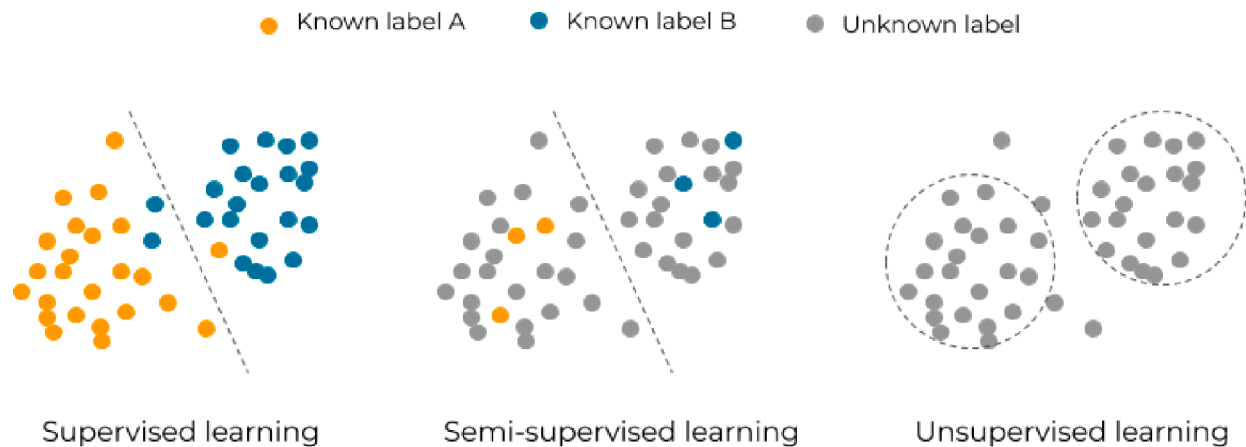 Known label A
Known label B
Unknown label
Supervised learning
Semi-supervised learning
Unsupervised learning